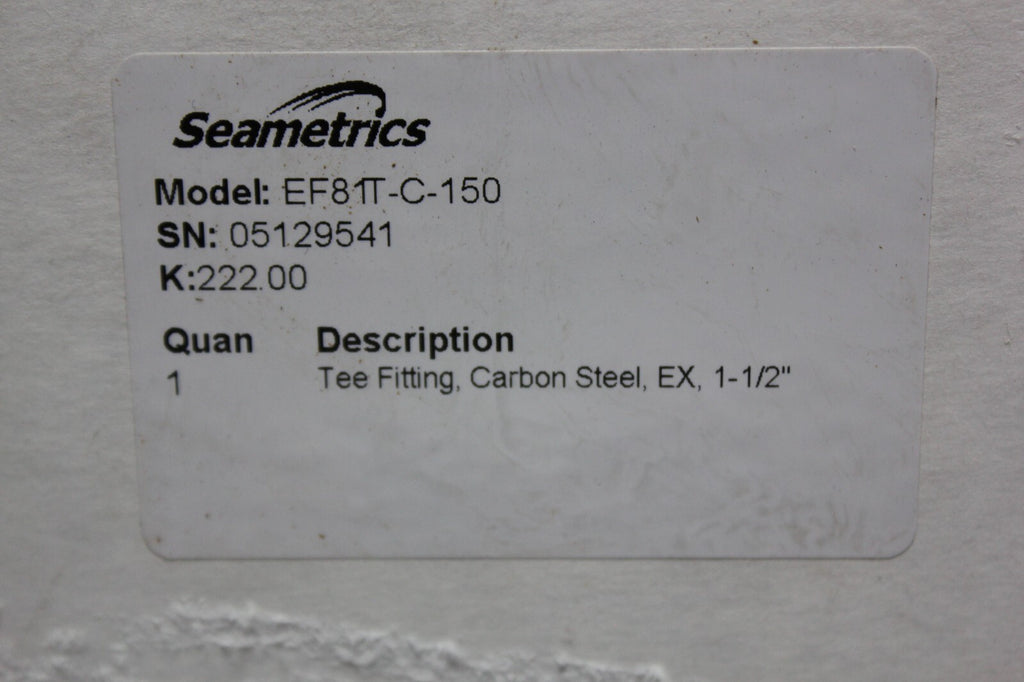 Seametrics
Model: EF81T-C-150
SN: 05129541
K:222.00
Quan Description
1 Tee Fitting, Carbon Steel, EX, 1-1/2"